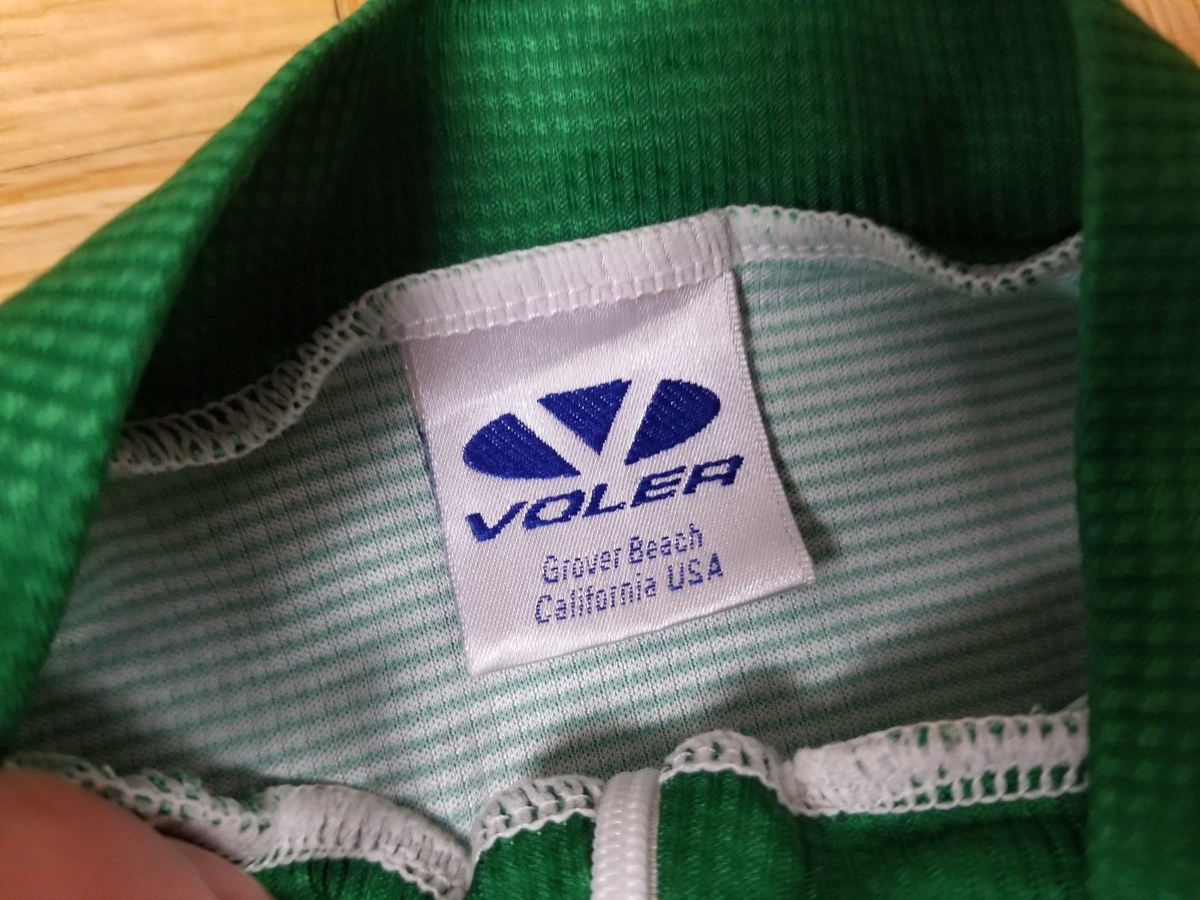 VOLER
Grover Beach
California USA